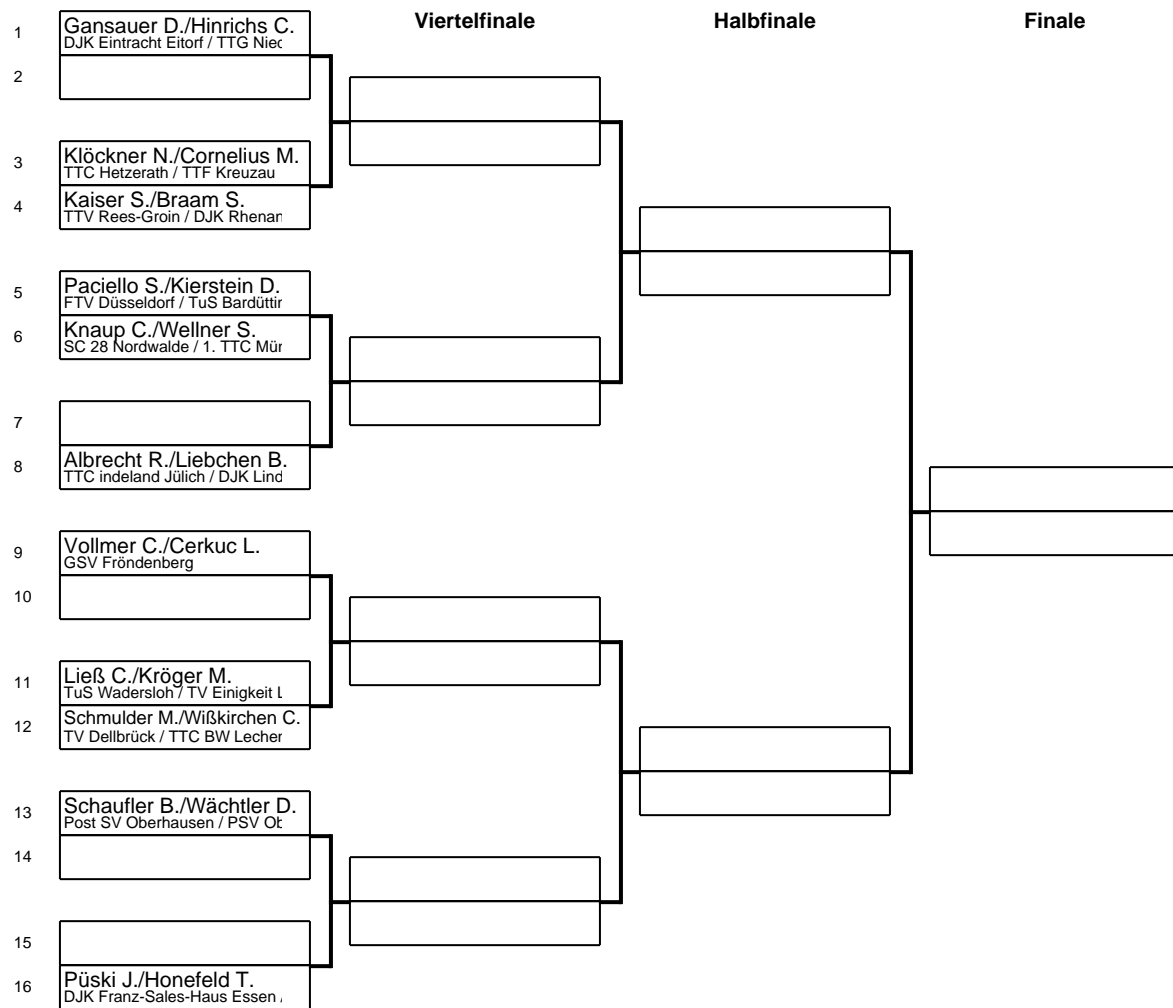 Viertelfinale Halbfinale Finale
1 Gansauer D./Hinrichs C.
DJK Eintracht Eitorf / TTG Niec
2
3 Klöckner N./Cornelius M.
TTC Hetzerath / TTF Kreuzau
4 Kaiser S./Braam S.
TTV Rees-Groin / DJK Rhenan
5 Paciello S./Kierstein D.
FTV Düsseldorf / TuS Bardüttin
6 Knaup C./Wellner S.
SC 28 Nordwalde / 1. TTC Mün
7
8 Albrecht R./Liebchen B.
TTC indeland Jülich / DJK Lind
9 Vollmer C./Cerkuc L.
GSV Fröndenberg
10
11 Ließ C./Kröger M.
TuS Wadersloh / TV Einigkeit L
12 Schmulder M./Wißkirchen C.
TV Dellbrück / TTC BW Lecher
13 Schaufler B./Wächtler D.
Post SV Oberhausen / PSV Ob
14
15
16 Püski J./Honefeld T.
DJK Franz-Sales-Haus Essen /